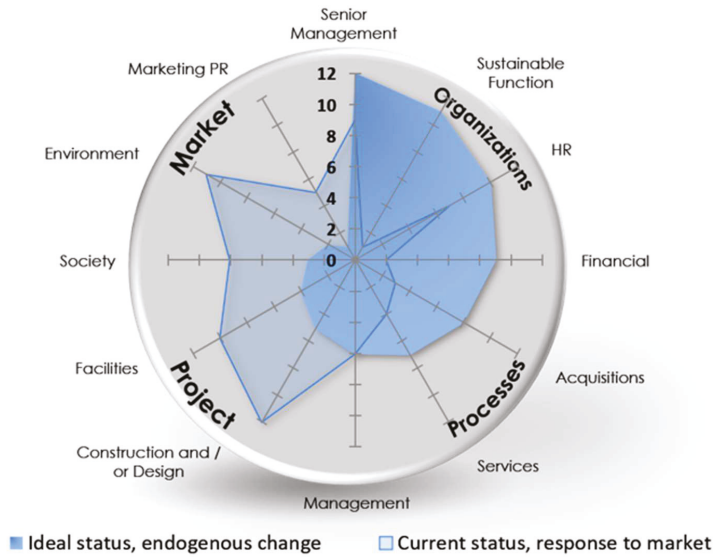 Senior
Management
Marketing PR
Sustainable
Function
Market
Organizations
12
10
8
6
4
2
0
Environment
HR
Society
Financial
Facilities
Acquisitions
Project
Processes
Construction and /
or Design
Services
Management
Ideal status, endogenous change
Current status, response to market